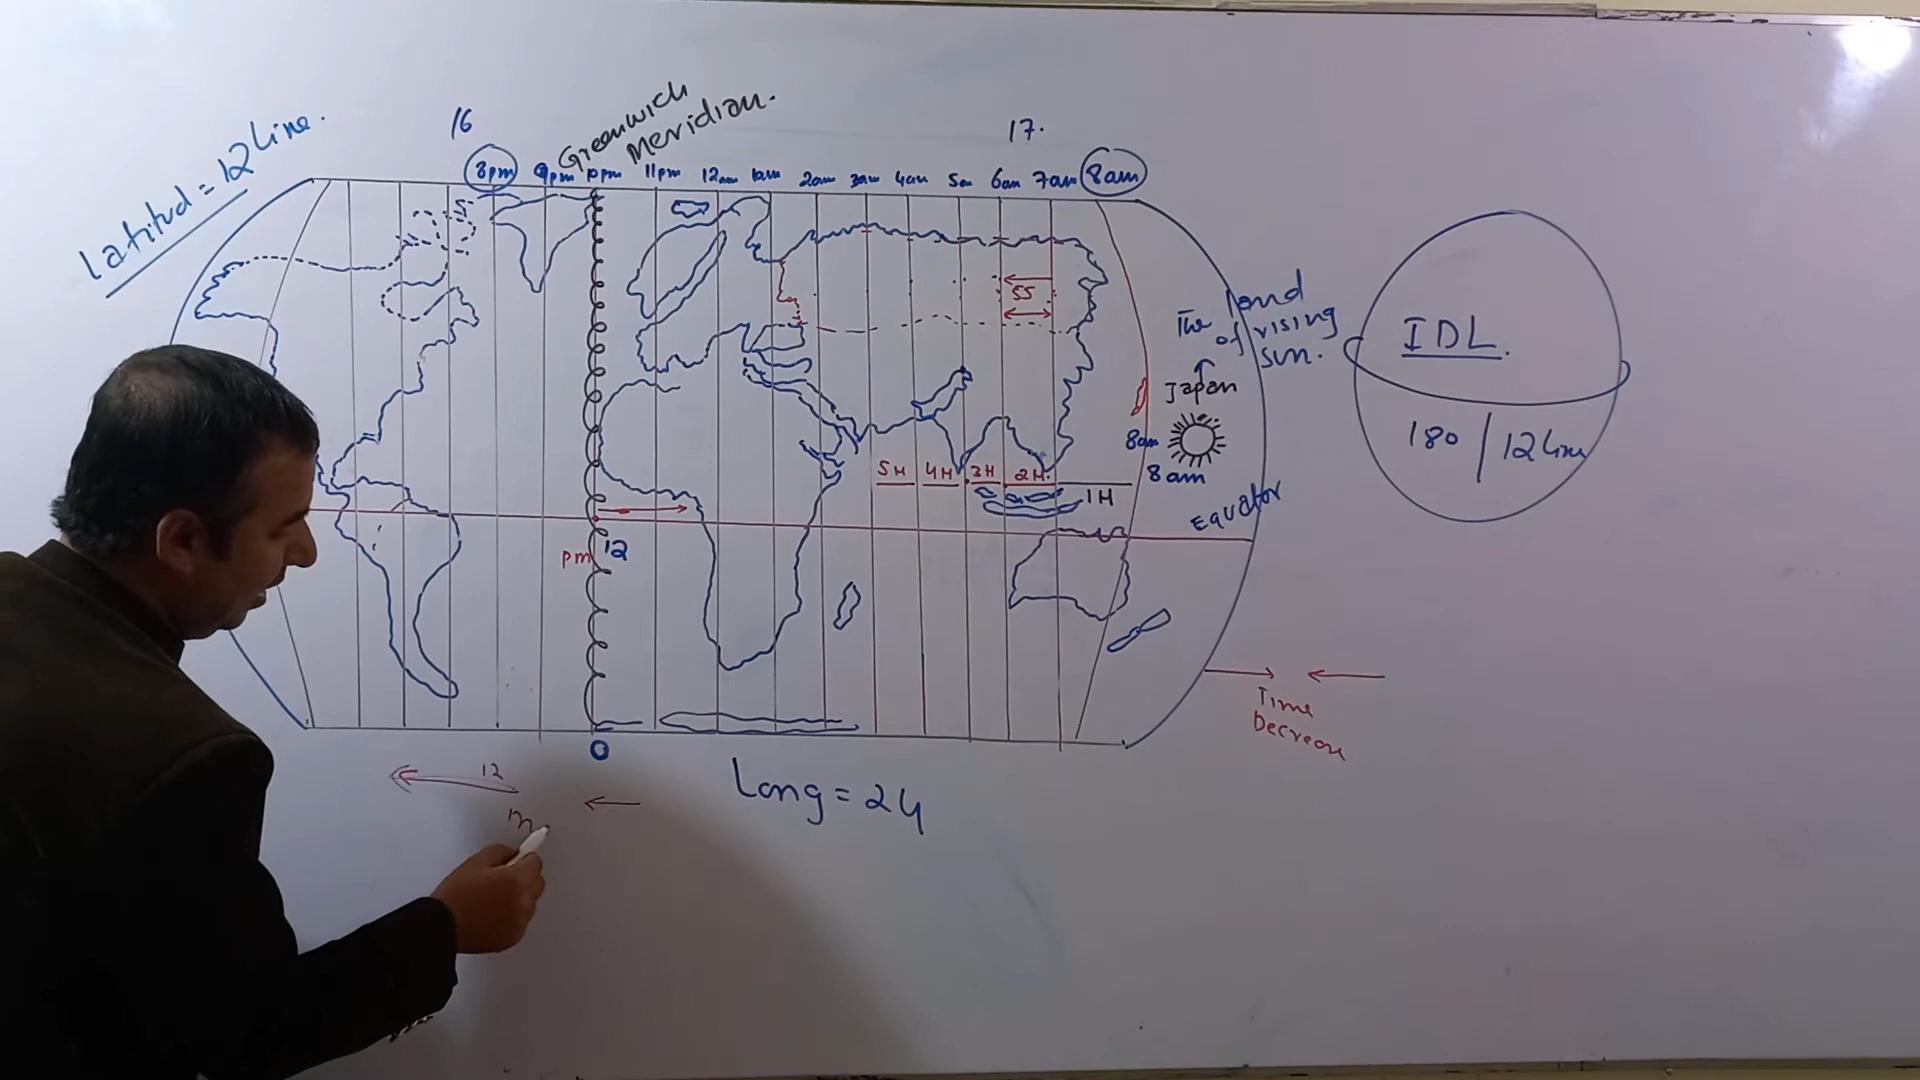 Latitud = 12 Line.
16
Greenwich
Meridian.
17.
8pm 9pm 10pm 11pm 12am 1am 2am 3am 4am 5am 6am 7am 8am
55
The land
of rising
sun.
Japan
8am
8am
IDL.
180 / 12 Line
5H 4H 3H 2H.
1H
Equator
pm 12
0
Time
Decrease
12
Long = 24